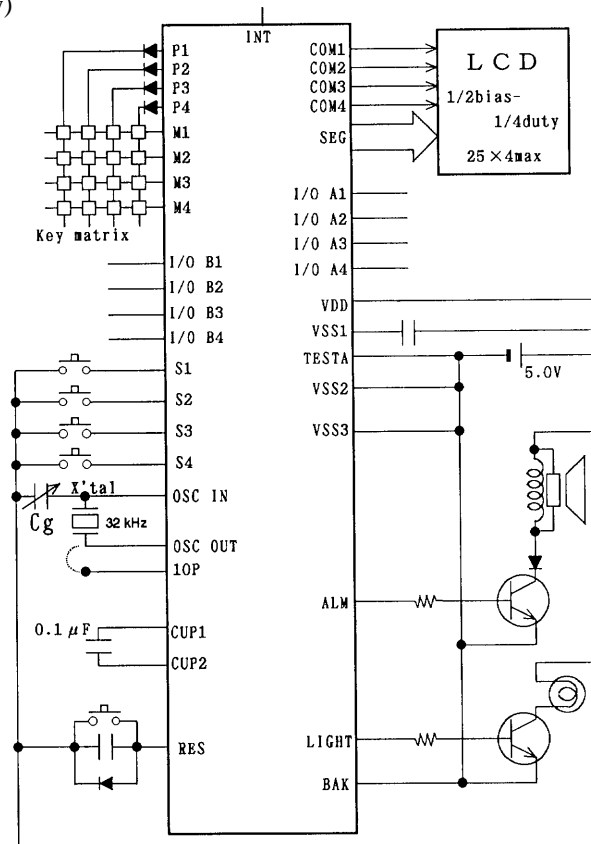 )
INT
P1
P2
P3
P4
M1
M2
M3
M4
Key matrix
I/O B1
I/O B2
I/O B3
I/O B4
S1
S2
S3
S4
X'tal
OSC IN
Cg
32 kHz
OSC OUT
10P
0.1 μF
CUP1
CUP2
RES
COM1
COM2
COM3
COM4
SEG
LCD
1/2bias-
1/4duty
25×4max
I/O A1
I/O A2
I/O A3
I/O A4
VDD
VSS1
TESTA
5.0V
VSS2
VSS3
ALM
LIGHT
BAK